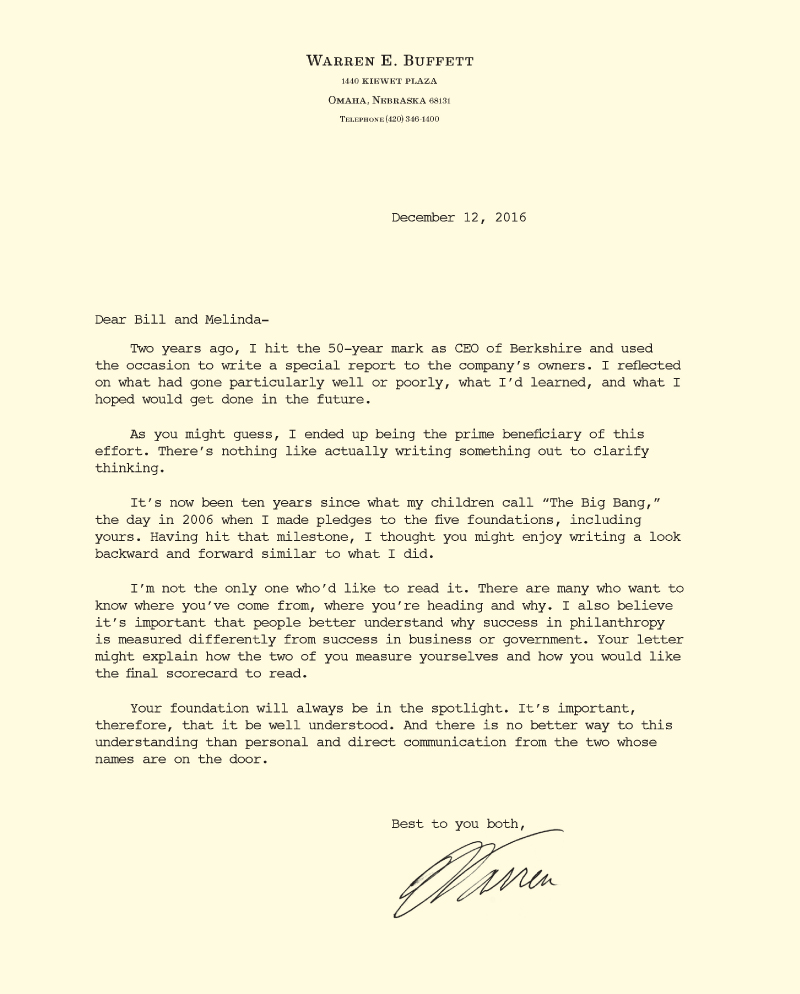 WARREN E. BUFFETT
1440 KIEWET PLAZA
OMAHA, NEBRASKA 68131
TELEPHONE (420) 346-1400
December 12, 2016
Dear Bill and Melinda–
Two years ago, I hit the 50–year mark as CEO of Berkshire and used
the occasion to write a special report to the company’s owners. I reflected
on what had gone particularly well or poorly, what I’d learned, and what I
hoped would get done in the future.
As you might guess, I ended up being the prime beneficiary of this
effort. There’s nothing like actually writing something out to clarify
thinking.
It’s now been ten years since what my children call “The Big Bang,”
the day in 2006 when I made pledges to the five foundations, including
yours. Having hit that milestone, I thought you might enjoy writing a look
backward and forward similar to what I did.
I’m not the only one who’d like to read it. There are many who want to
know where you’ve come from, where you’re heading and why. I also believe
it’s important that people better understand why success in philanthropy
is measured differently from success in business or government. Your letter
might explain how the two of you measure yourselves and how you would like
the final scorecard to read.
Your foundation will always be in the spotlight. It’s important,
therefore, that it be well understood. And there is no better way to this
understanding than personal and direct communication from the two whose
names are on the door.
Best to you both,
Warren